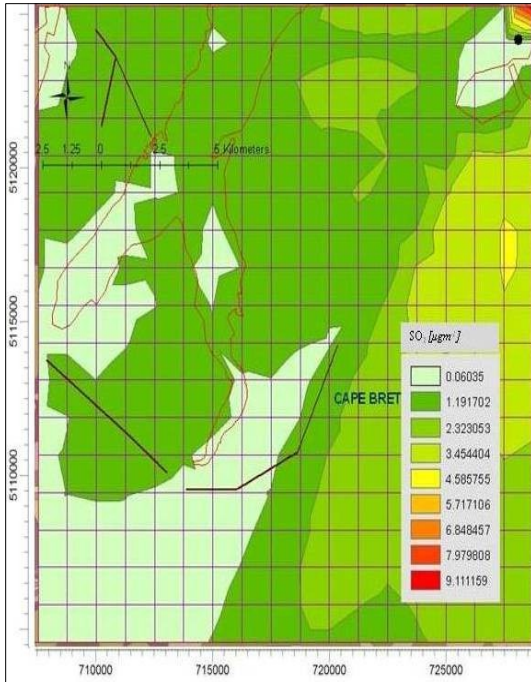 N
2.5 1.25 0 2.5 5 Kilometers
5120000
5115000
5110000
CAPE BRET
SO₂ [µgm⁻³]
0.06035
1.191702
2.323053
3.454404
4.585755
5.717106
6.848457
7.979808
9.111159
710000 715000 720000 725000